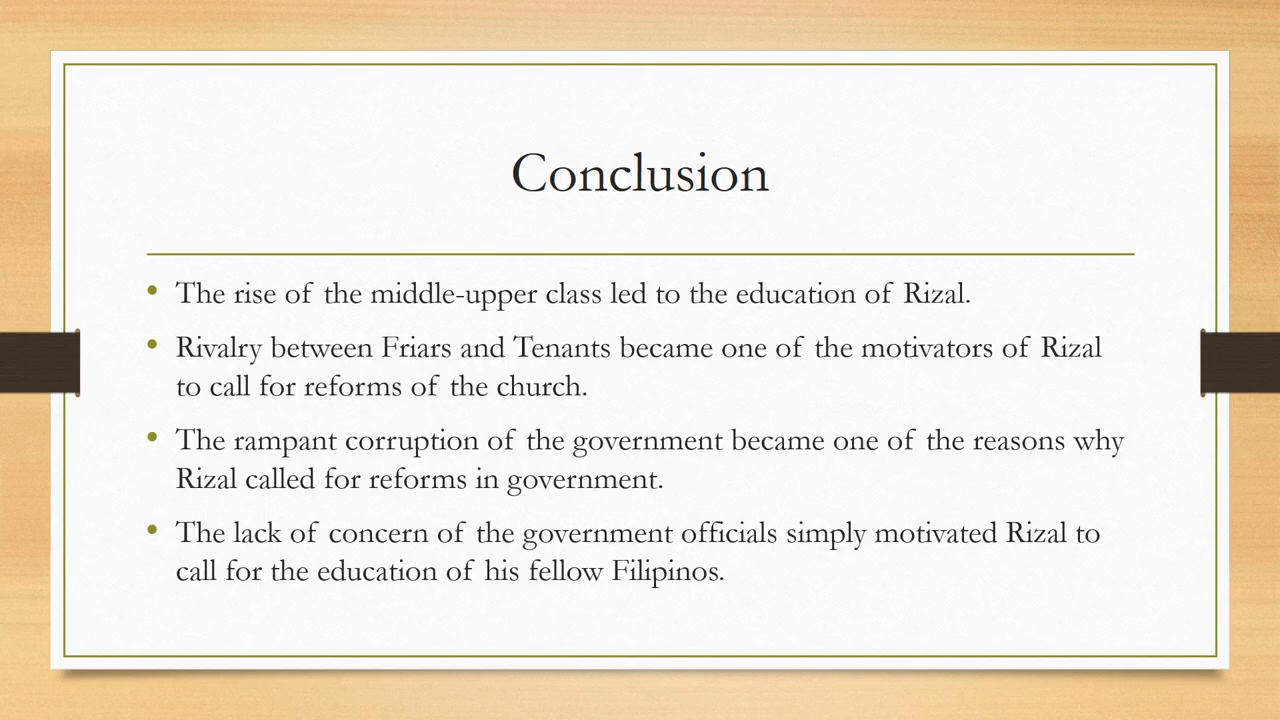 Conclusion
• The rise of the middle-upper class led to the education of Rizal.
• Rivalry between Friars and Tenants became one of the motivators of Rizal
to call for reforms of the church.
• The rampant corruption of the government became one of the reasons why
Rizal called for reforms in government.
• The lack of concern of the government officials simply motivated Rizal to
call for the education of his fellow Filipinos.